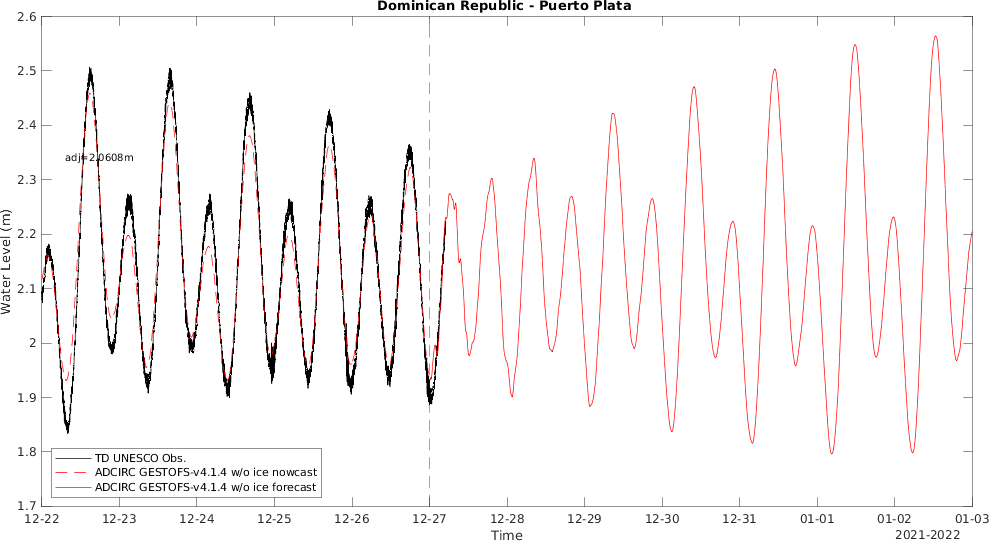 Dominican Republic - Puerto Plata
2.6
2.5
2.4
2.3
2.2
2.1
2
1.9
1.8
1.7
Water Level (m)
adj=2.0608m
TD UNESCO Obs.
ADCIRC GESTOFS-v4.1.4 w/o ice nowcast
ADCIRC GESTOFS-v4.1.4 w/o ice forecast
12-22 12-23 12-24 12-25 12-26 12-27 12-28 12-29 12-30 12-31 01-01 01-02 01-03
Time
2021-2022